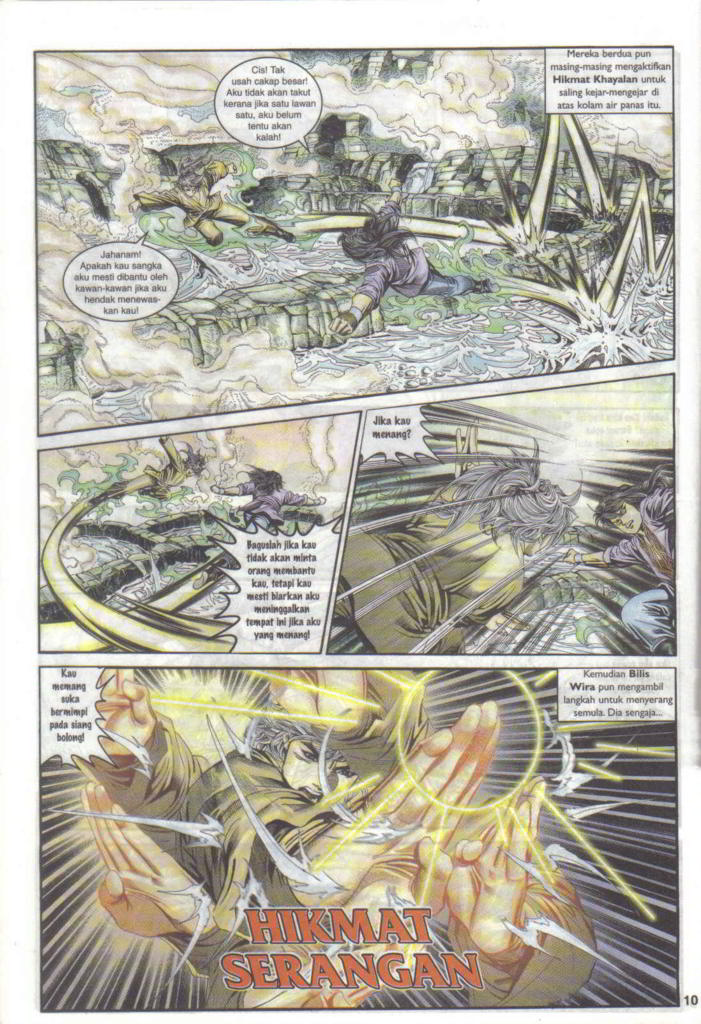 Cis! Tak
usah cakap besar!
Aku tidak akan takut
kerana jika satu lawan
satu, aku belum
tentu akan
kalah!
Mereka berdua pun
masing-masing mengaktifkan
Hikmat Khayalan untuk
saling kejar-mengejar di
atas kolam air panas itu.
Jahanam!
Apakah kau sangka
aku mesti dibantu oleh
kawan-kawan jika aku
hendak menewas-
kan kau!
Baguslah jika kau
tidak akan minta
orang membantu
kau, tetapi kau
mesti biarkan aku
meninggalkan
tempat ini jika aku
yang menang!
Jika kau
menang?
Kau
memang
suka
bermimpi
pada siang
bolong!
Kemudian Bilis
Wira pun mengambil
langkah untuk menyerang
semula. Dia sengaja...
HIKMAT
SERANGAN
10